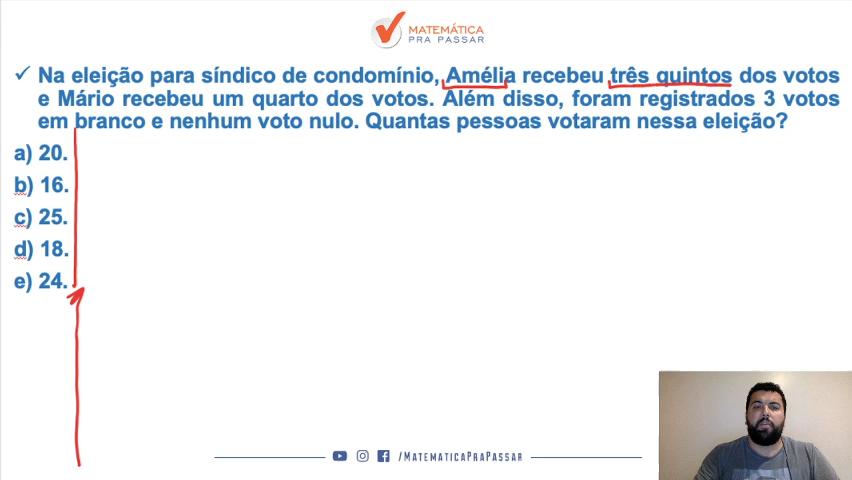 MATEMÁTICA
PRA PASSAR
✓ Na eleição para síndico de condomínio, Amélia recebeu três quintos dos votos
e Mário recebeu um quarto dos votos. Além disso, foram registrados 3 votos
em branco e nenhum voto nulo. Quantas pessoas votaram nessa eleição?
a) 20.
b) 16.
c) 25.
d) 18.
e) 24.
/MATEMATICAPRAPASSAR